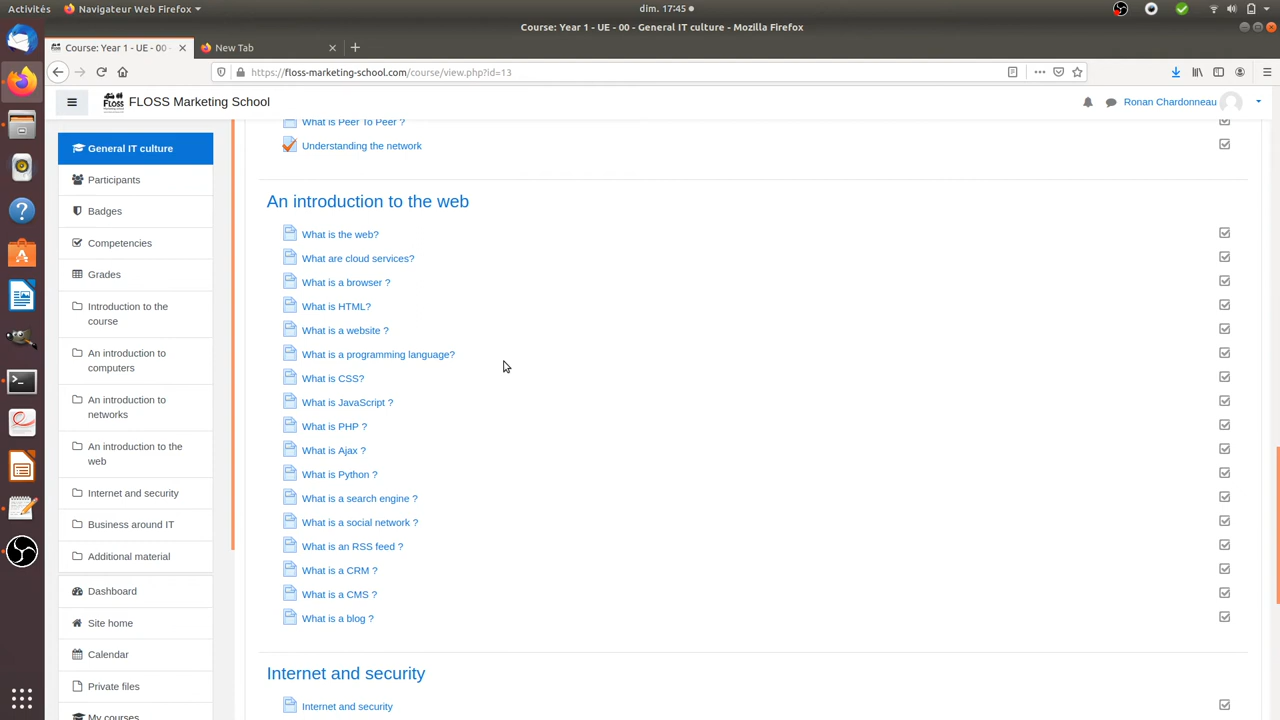 Activités
Navigateur Web Firefox
dim. 17:45
Course: Year 1 - UE - 00 - General IT culture - Mozilla Firefox
Course: Year 1 - UE - 00 -
New Tab
https://floss-marketing-school.com/course/view.php?id=13
FLOSS
FLOSS Marketing School
Ronan Chardonneau
General IT culture
Participants
Badges
Competencies
Grades
Introduction to the
course
An introduction to
computers
An introduction to
networks
An introduction to the
web
Internet and security
Business around IT
Additional material
Dashboard
Site home
Calendar
Private files
My courses
What is Peer To Peer ?
Understanding the network
An introduction to the web
What is the web?
What are cloud services?
What is a browser ?
What is HTML?
What is a website ?
What is a programming language?
What is CSS?
What is JavaScript ?
What is PHP ?
What is Ajax ?
What is Python ?
What is a search engine ?
What is a social network ?
What is an RSS feed ?
What is a CRM ?
What is a CMS ?
What is a blog ?
Internet and security
Internet and security